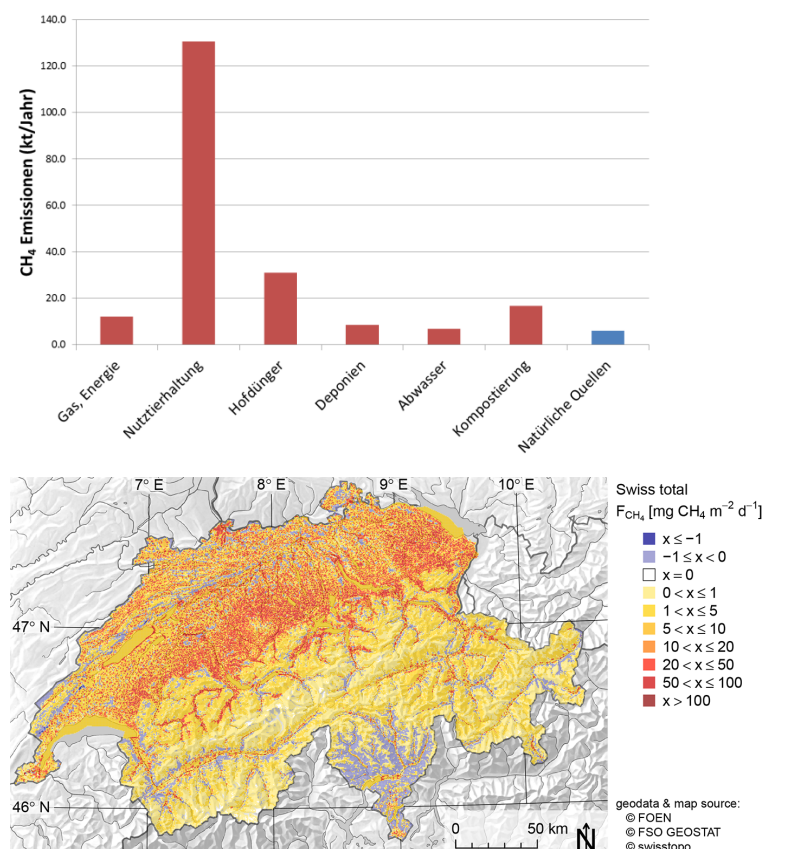 140.0
120.0
100.0
80.0
60.0
40.0
20.0
0.0
CH₄ Emissionen (kt/Jahr)
Gas, Energie
Nutztierhaltung
Hofdünger
Deponien
Abwasser
Kompostierung
Natürliche Quellen
7° E
8° E
9° E
10° E
47° N
46° N
Swiss total
F_CH₄ [mg CH₄ m⁻² d⁻¹]
x ≤ −1
−1 ≤ x < 0
x = 0
0 < x ≤ 1
1 < x ≤ 5
5 < x ≤ 10
10 < x ≤ 20
20 < x ≤ 50
50 < x ≤ 100
x > 100
geodata & map source:
© FOEN
© FSO GEOSTAT
© swisstopo
0 50 km N